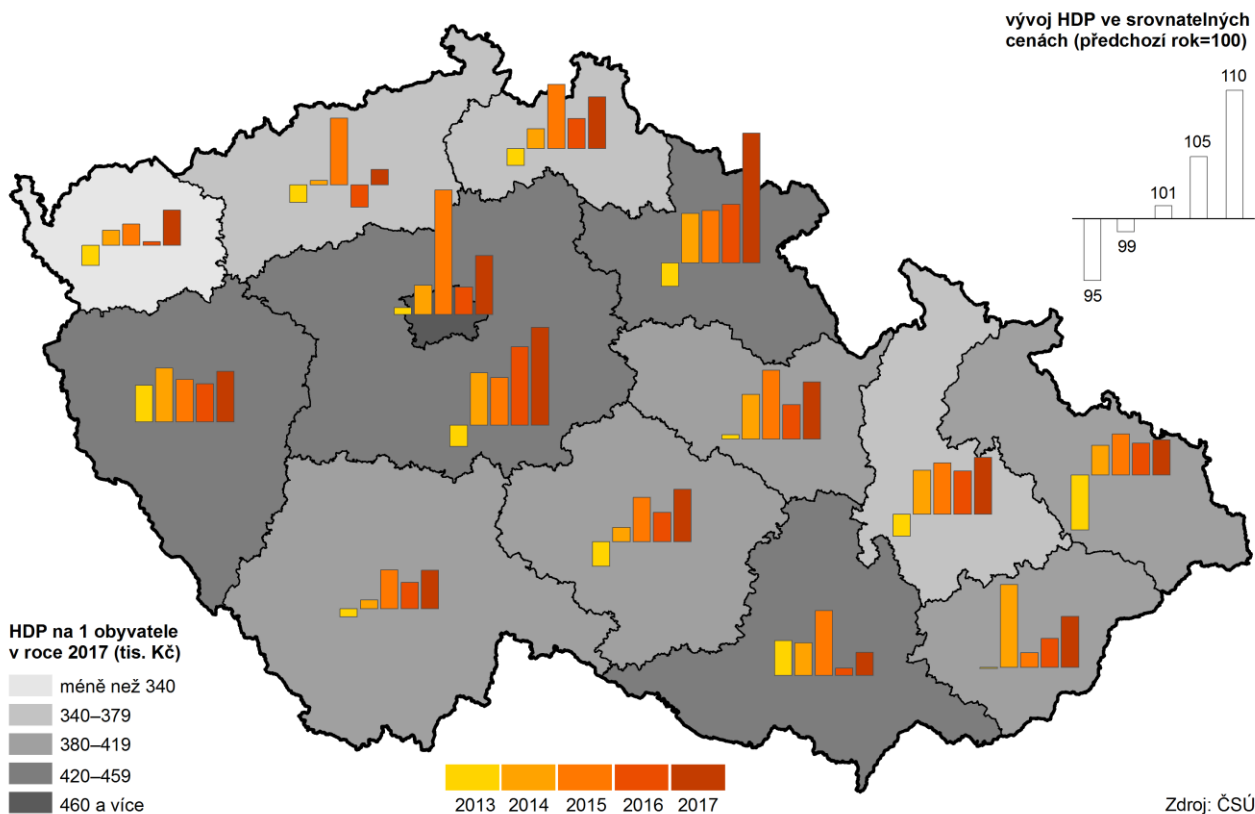 vývoj HDP ve srovnatelných
cenách (předchozí rok=100)
110
105
101
99
95
HDP na 1 obyvatele
v roce 2017 (tis. Kč)
méně než 340
340–379
380–419
420–459
460 a více
2013 2014 2015 2016 2017
Zdroj: ČSÚ